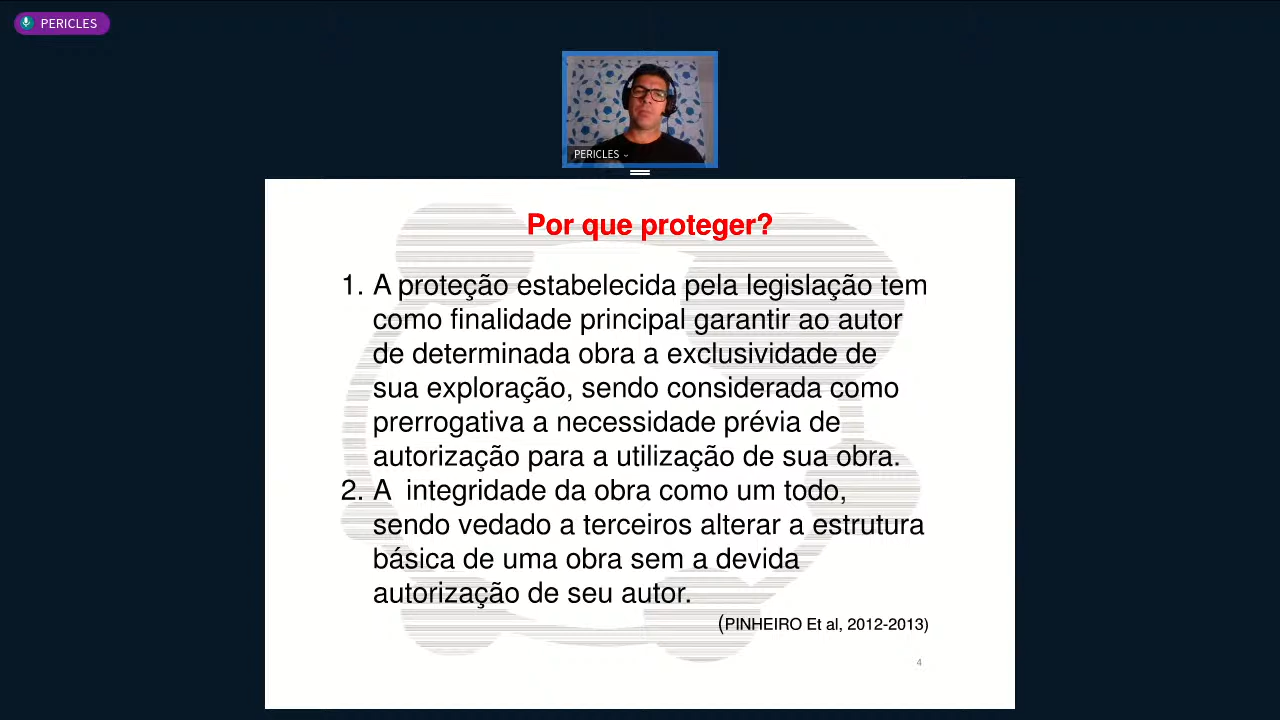 PERICLES
PERICLES
Por que proteger?
1. A proteção estabelecida pela legislação tem
como finalidade principal garantir ao autor
de determinada obra a exclusividade de
sua exploração, sendo considerada como
prerrogativa a necessidade prévia de
autorização para a utilização de sua obra.
2. A integridade da obra como um todo,
sendo vedado a terceiros alterar a estrutura
básica de uma obra sem a devida
autorização de seu autor.
(PINHEIRO Et al, 2012-2013)
4